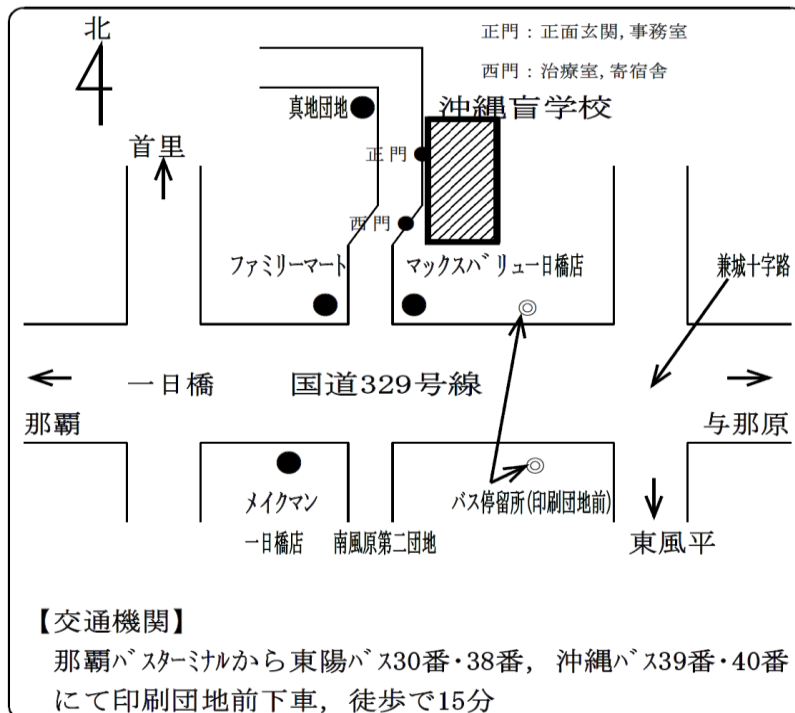 北
正門：正面玄関, 事務室
西門：治療室, 寄宿舎
沖縄盲学校
真地団地
正門
首里
西門
ファミリーマート
マックスバリュー一日橋店
兼城十字路
一日橋
国道329号線
那覇
与那原
メイクマン
一日橋店
南風原第二団地
バス停留所(印刷団地前)
東風平
【交通機関】
那覇バスターミナルから東陽バス30番・38番, 沖縄バス39番・40番
にて印刷団地前下車, 徒歩で15分